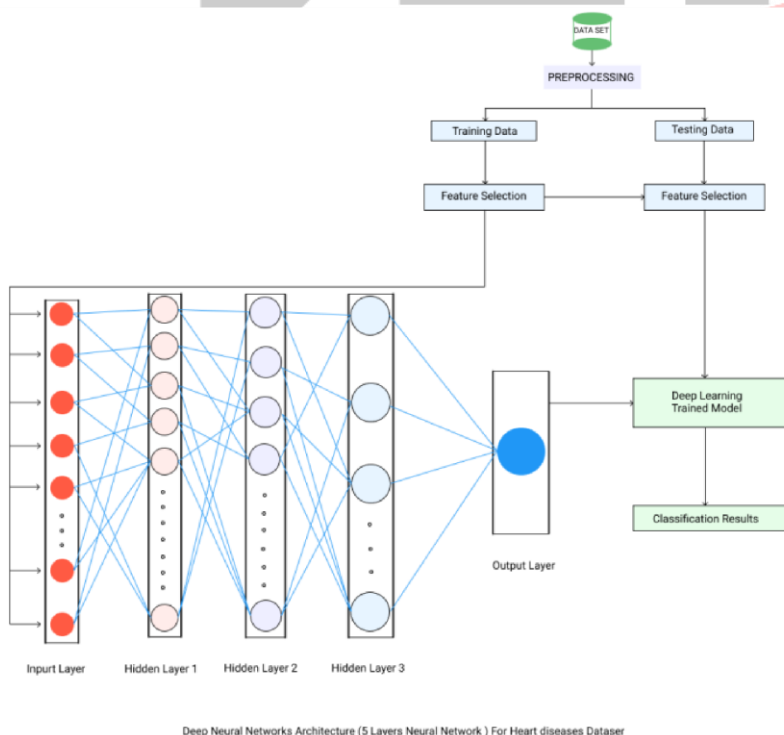 DATA SET
PREPROCESSING
Training Data
Testing Data
Feature Selection
Feature Selection
Deep Learning
Trained Model
Classification Results
Output Layer
Inpurt Layer
Hidden Layer 1
Hidden Layer 2
Hidden Layer 3
Deep Neural Networks Architecture (5 Layers Neural Network ) For Heart diseases Dataser